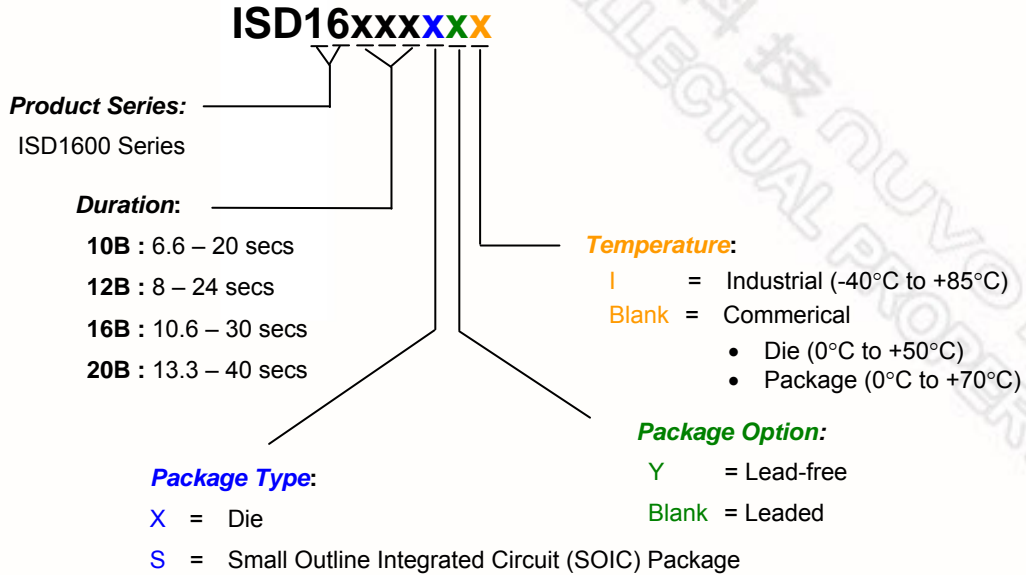 ISD16xxxxxx
Product Series:
ISD1600 Series
Duration:
10B : 6.6 – 20 secs
12B : 8 – 24 secs
16B : 10.6 – 30 secs
20B : 13.3 – 40 secs
Temperature:
I = Industrial (-40°C to +85°C)
Blank = Commerical
• Die (0°C to +50°C)
• Package (0°C to +70°C)
Package Option:
Y = Lead-free
Blank = Leaded
Package Type:
X = Die
S = Small Outline Integrated Circuit (SOIC) Package